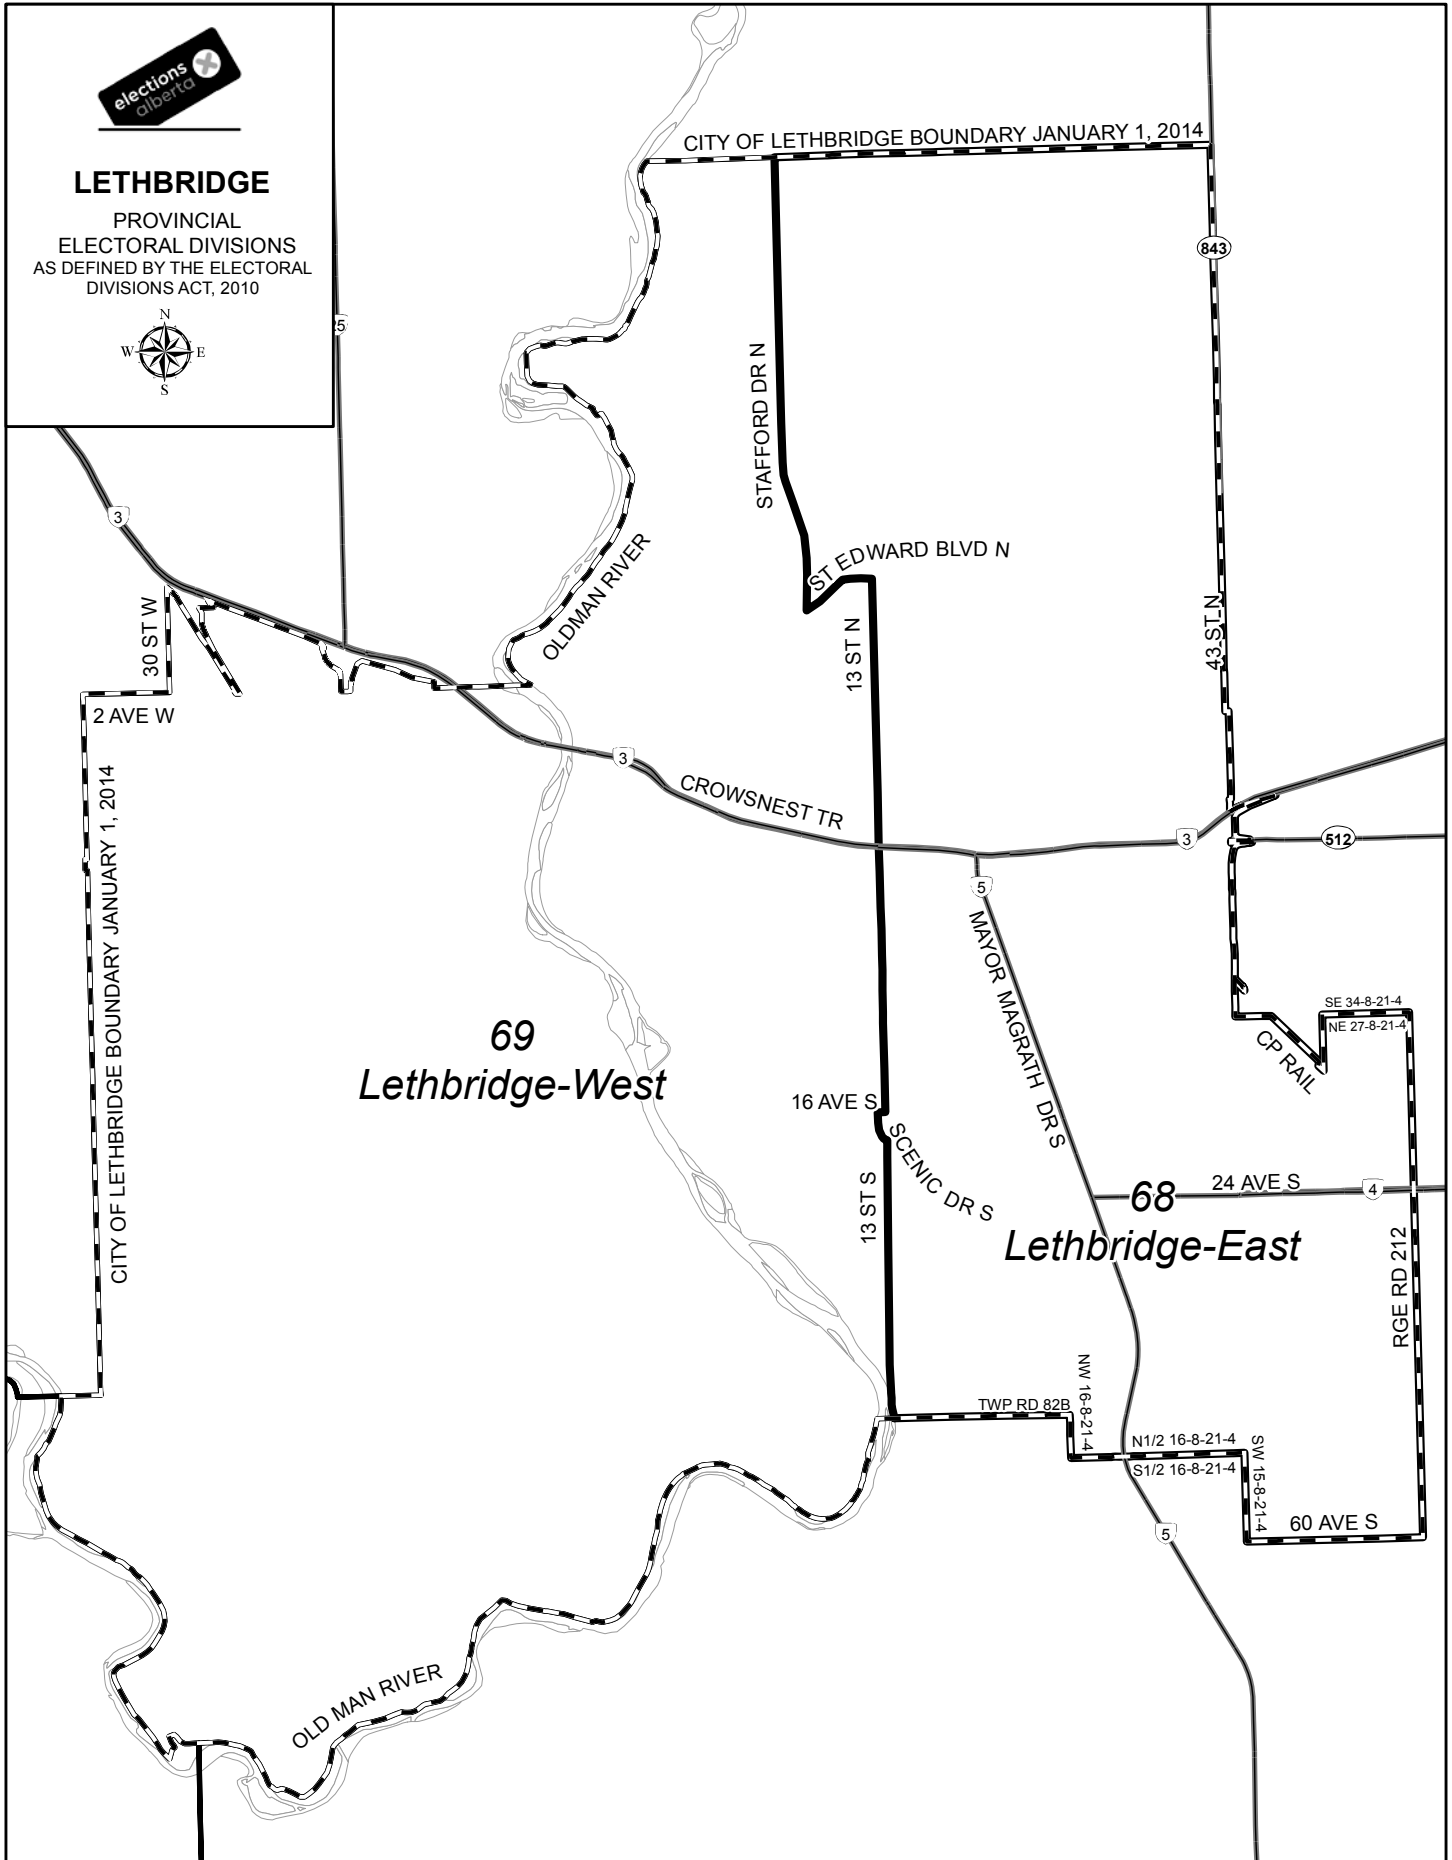 elections
alberta
LETHBRIDGE
PROVINCIAL
ELECTORAL DIVISIONS
AS DEFINED BY THE ELECTORAL
DIVISIONS ACT, 2010
N
W
E
S
25
CITY OF LETHBRIDGE BOUNDARY JANUARY 1, 2014
843
STAFFORD DR N
3
ST EDWARD BLVD N
OLDMAN RIVER
30 ST W
13 ST N
43 ST N
2 AVE W
3
CROWSNEST TR
3
512
CITY OF LETHBRIDGE BOUNDARY JANUARY 1, 2014
5
MAYOR MAGRATH DR S
SE 34-8-21-4
NE 27-8-21-4
CP RAIL
69
Lethbridge-West
16 AVE S
SCENIC DR S
13 ST S
24 AVE S
4
68
Lethbridge-East
RGE RD 212
TWP RD 82B
NW 16-8-21-4
N1/2 16-8-21-4
S1/2 16-8-21-4
SW 15-8-21-4
60 AVE S
5
OLD MAN RIVER